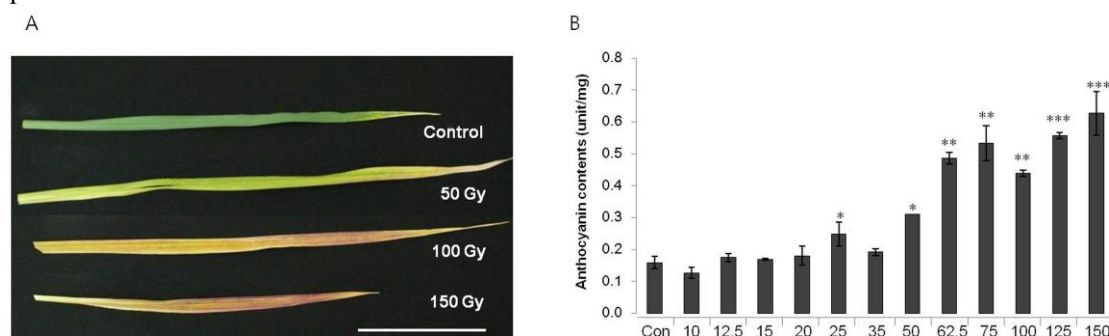 A
Control
50 Gy
100 Gy
150 Gy
B
Anthocyanin contents (unit/mg)
0.8
0.7
0.6
0.5
0.4
0.3
0.2
0.1
0.0
* * ** ** ** *** ***
Con 10 12.5 15 20 25 35 50 62.5 75 100 125 150